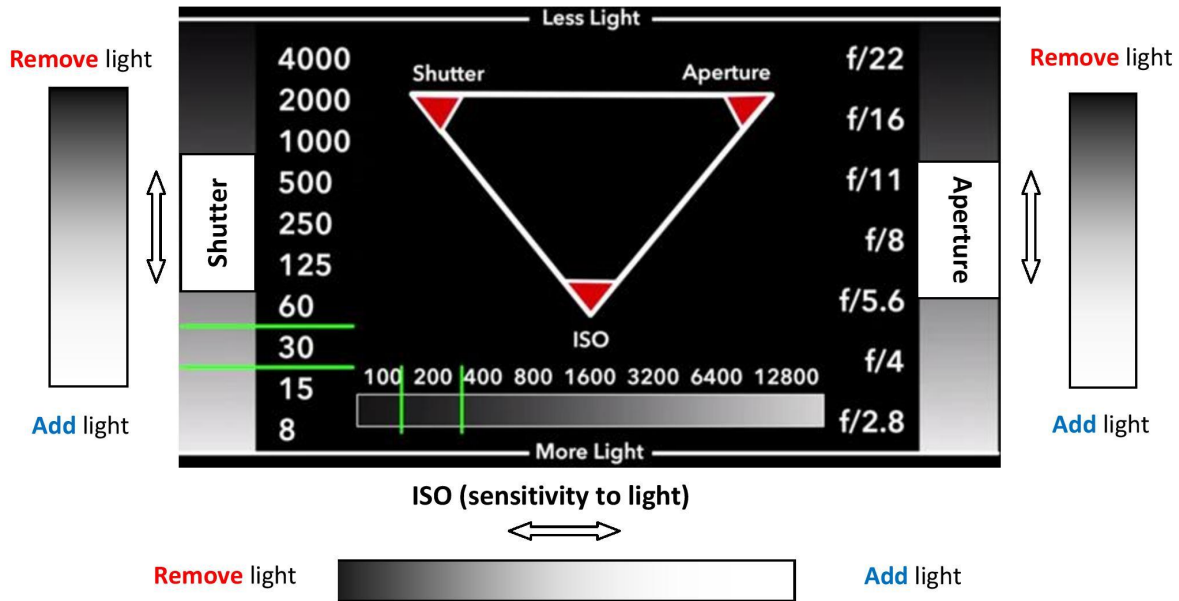 Less Light
Remove light
Remove light
4000
2000
1000
500
250
125
60
30
15
8
Shutter
Shutter
Aperture
ISO
f/22
f/16
f/11
f/8
f/5.6
f/4
f/2.8
Aperture
100 200 400 800 1600 3200 6400 12800
Add light
Add light
More Light
ISO (sensitivity to light)
Remove light
Add light